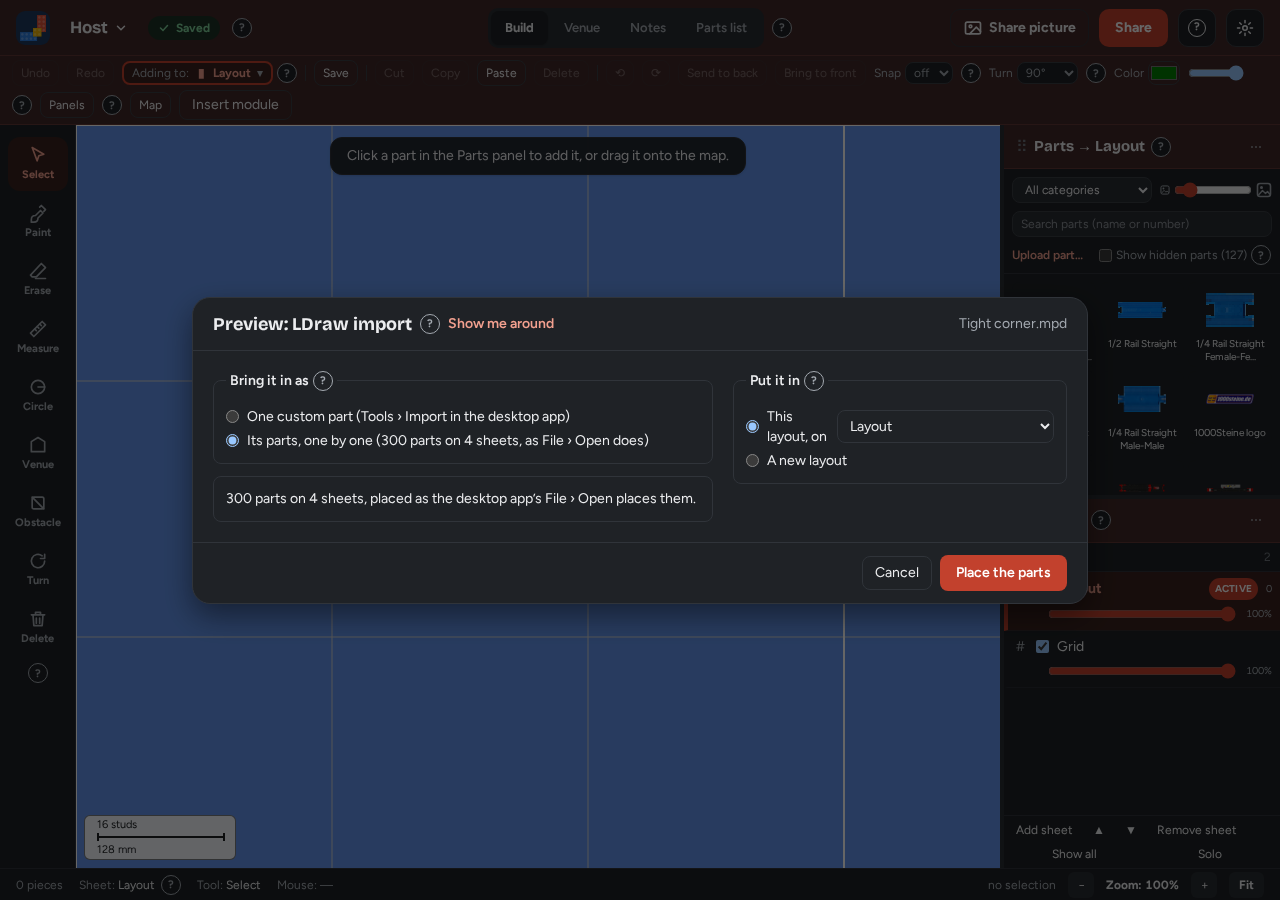 Host
Saved
?
Build
Venue
Notes
Parts list
?
Share picture
Share
?
Undo
Redo
Adding to: Layout ▾
?
Save
Cut
Copy
Paste
Delete
Send to back
Bring to front
Snap
off
?
Turn
90°
?
Color
?
Panels
?
Map
Insert module
Select
Paint
Erase
Measure
Circle
Venue
Obstacle
Turn
Delete
?
Click a part in the Parts panel to add it, or drag it onto the map.
Parts → Layout
?
...
All categories
Search parts (name or number)
Upload part...
Show hidden parts (127)
?
1/2 Rail Straight
1/4 Rail Straight
Female-Fe...
1/4 Rail Straight
Male-Male
1000Steine logo
Preview: LDraw import
?
Show me around
Tight corner.mpd
Bring it in as
?
One custom part (Tools › Import in the desktop app)
Its parts, one by one (300 parts on 4 sheets, as File › Open does)
300 parts on 4 sheets, placed as the desktop app's File › Open places them.
Put it in
?
This
layout, on
Layout
A new layout
Cancel
Place the parts
?
...
2
ut
ACTIVE
0
100%
#
Grid
100%
Add sheet
▲
▼
Remove sheet
Show all
Solo
16 studs
128 mm
0 pieces
Sheet: Layout
?
Tool: Select
Mouse: —
no selection
−
Zoom: 100%
+
Fit